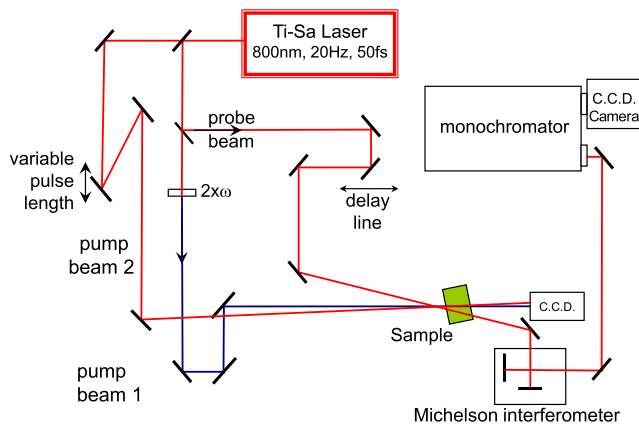 Ti-Sa Laser
800nm, 20Hz, 50fs
C.C.D.
Camera
monochromator
probe
beam
variable
pulse
length
2xω
delay
line
pump
beam 2
C.C.D.
Sample
pump
beam 1
Michelson interferometer